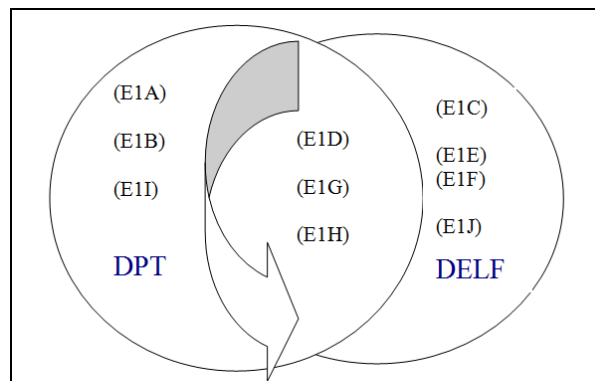 (E1A)
(E1B)
(E1I)
DPT
(E1D)
(E1G)
(E1H)
(E1C)
(E1E)
(E1F)
(E1J)
DELF